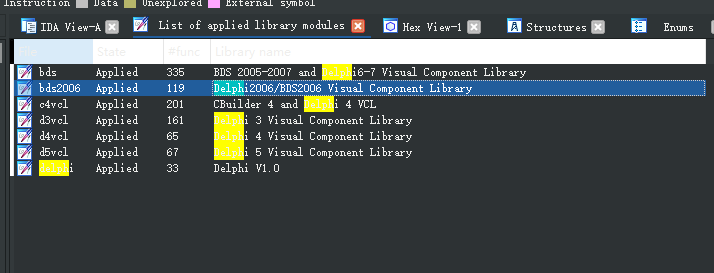 Instruction Data Unexplored External symbol
IDA View-A List of applied library modules Hex View-1 Structures Enums
File State #func Library name
bds Applied 335 BDS 2005-2007 and Delphi6-7 Visual Component Library
bds2006 Applied 119 Delphi2006/BDS2006 Visual Component Library
c4vcl Applied 201 CBuilder 4 and Delphi 4 VCL
d3vcl Applied 161 Delphi 3 Visual Component Library
d4vcl Applied 65 Delphi 4 Visual Component Library
d5vcl Applied 67 Delphi 5 Visual Component Library
delphi Applied 33 Delphi V1.0